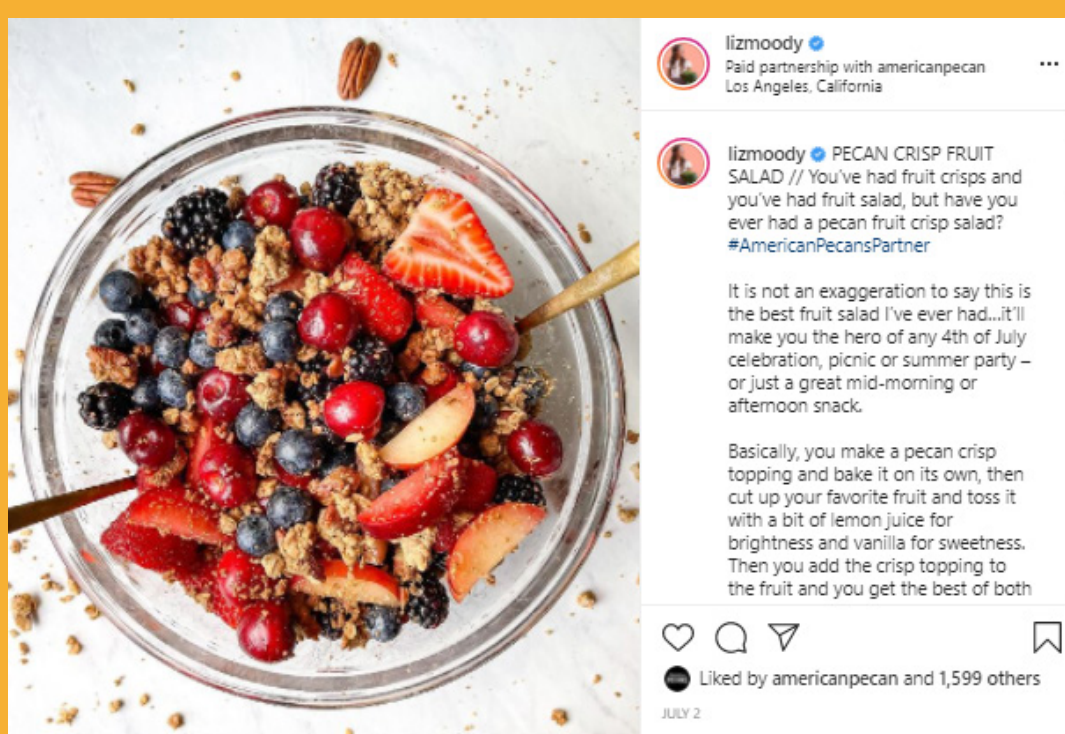 lizmoody
Paid partnership with americanpecan
Los Angeles, California
lizmoody PECAN CRISP FRUIT
SALAD // You've had fruit crisps and
you've had fruit salad, but have you
ever had a pecan fruit crisp salad?
#AmericanPecansPartner
It is not an exaggeration to say this is
the best fruit salad I've ever had...it'll
make you the hero of any 4th of July
celebration, picnic or summer party –
or just a great mid-morning or
afternoon snack.
Basically, you make a pecan crisp
topping and bake it on its own, then
cut up your favorite fruit and toss it
with a bit of lemon juice for
brightness and vanilla for sweetness.
Then you add the crisp topping to
the fruit and you get the best of both
Liked by americanpecan and 1,599 others
JULY 2